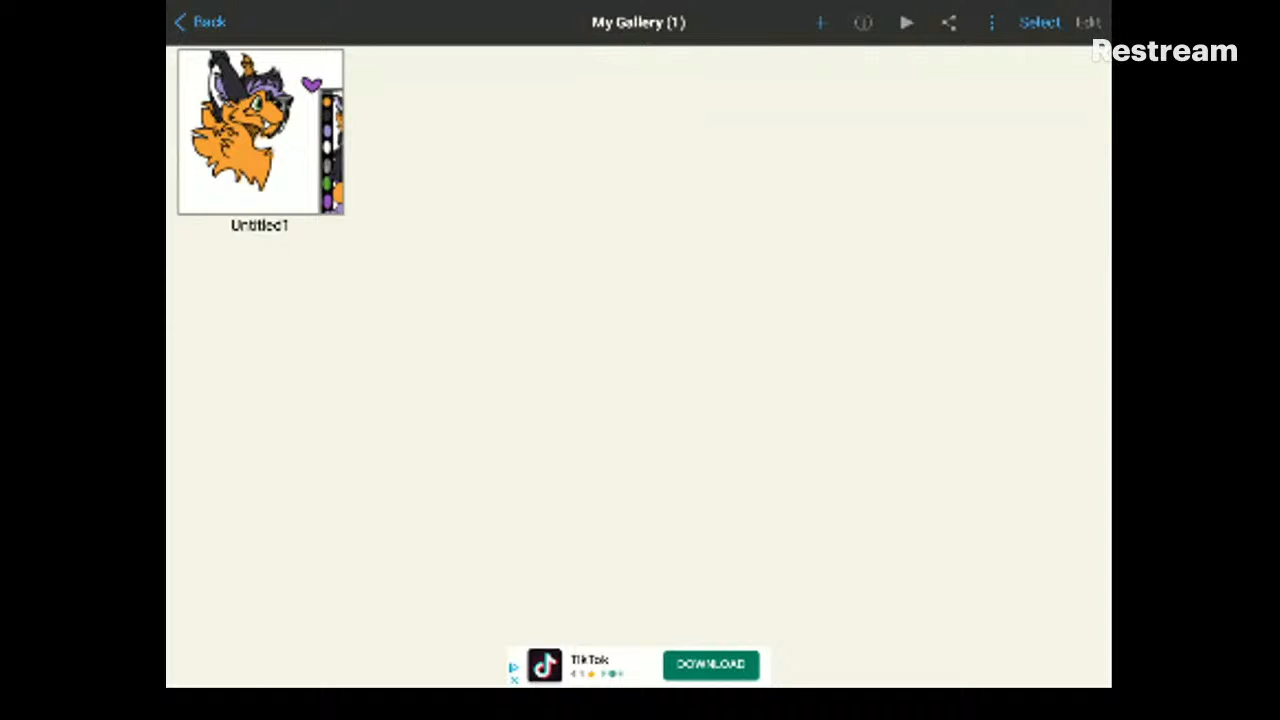 Back
My Gallery (1)
Select
Edit
Restream
Untitled1
TikTok
DOWNLOAD